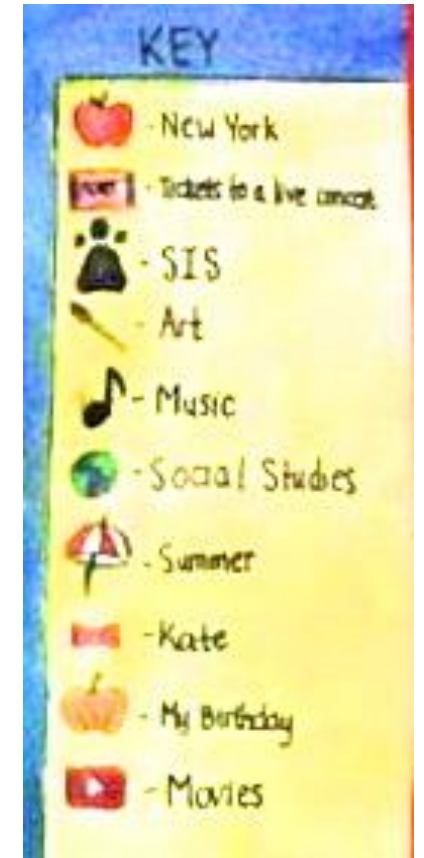 KEY
- New York
- Tickets to a live concert
- SIS
- Art
- Music
- Social Studies
- Summer
- Kate
- My Birthday
- Movies